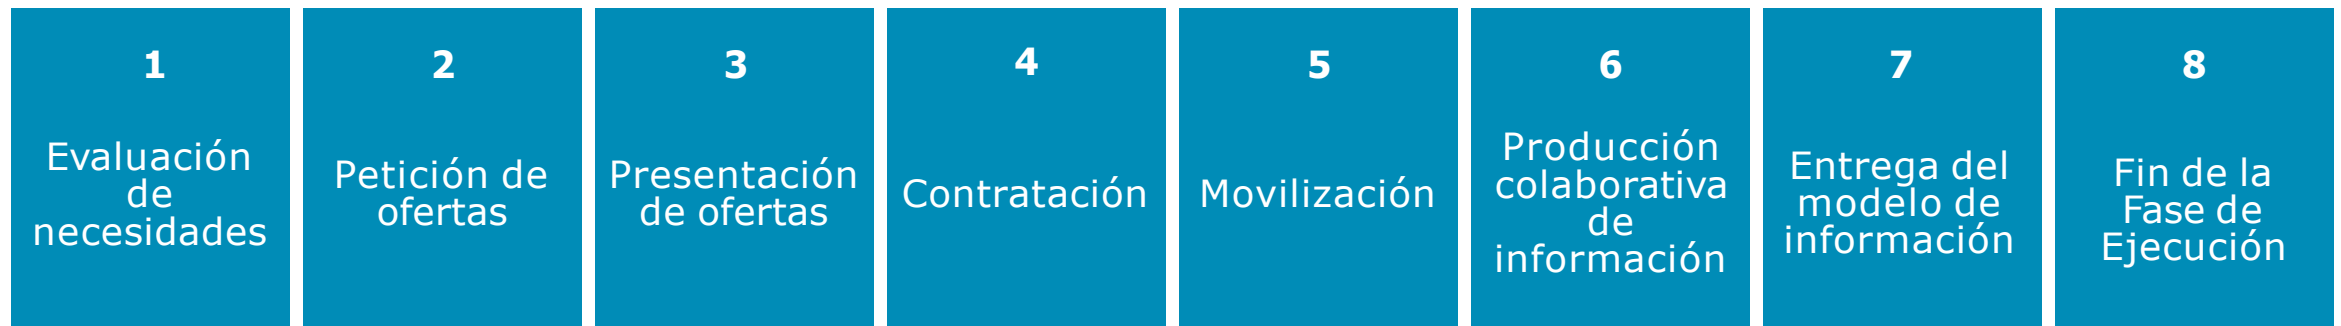 1
Evaluación
de
necesidades
2
Petición de
ofertas
3
Presentación
de ofertas
4
Contratación
5
Movilización
6
Producción
colaborativa
de
información
7
Entrega del
modelo de
información
8
Fin de la
Fase de
Ejecución